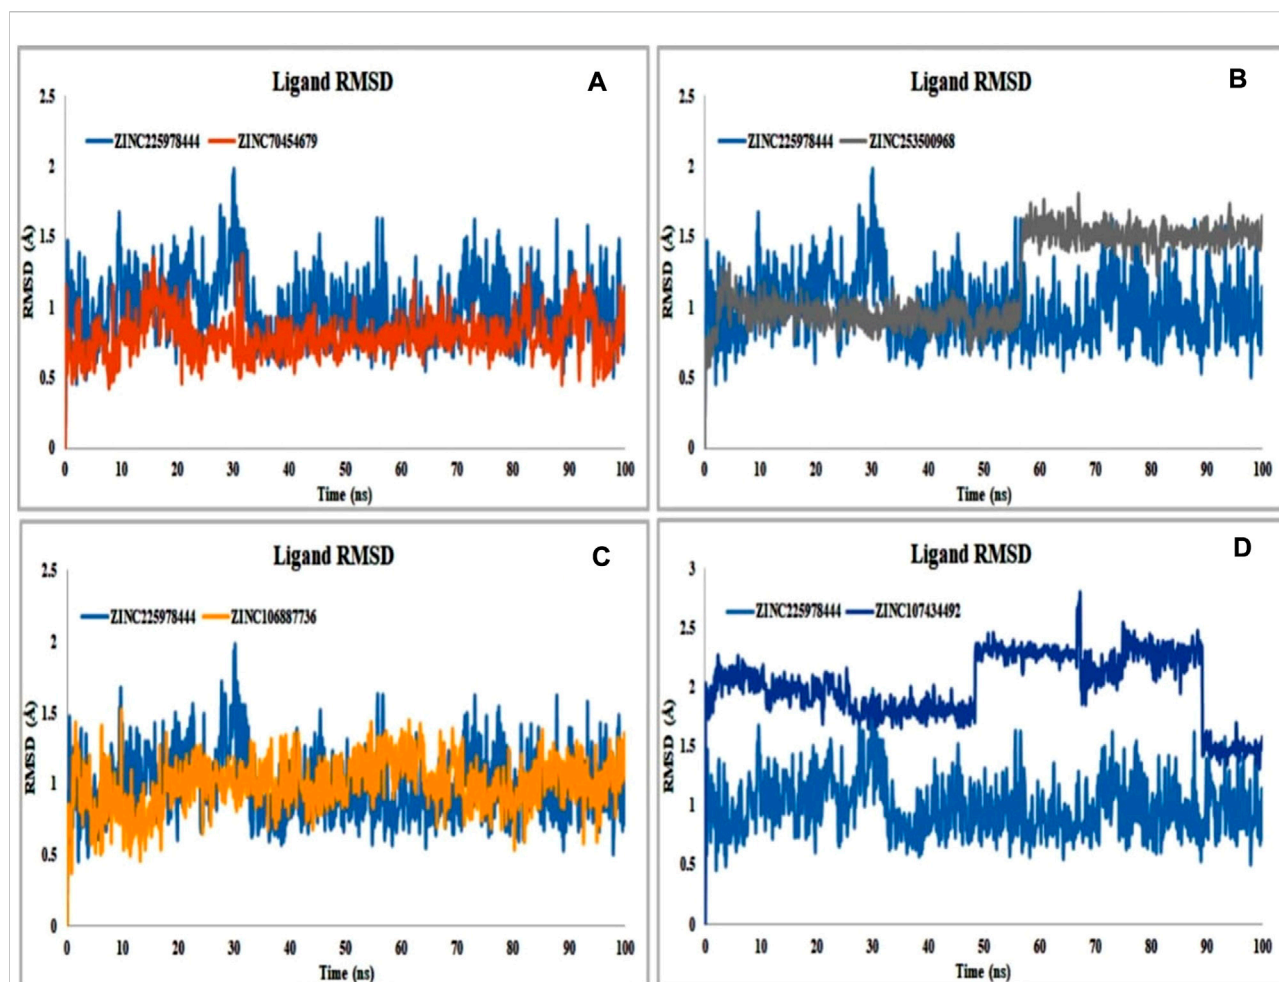 Ligand RMSD
A
2.5
ZINC225978444 ZINC70454679
2
1.5
1
0.5
0
RMSD (Å)
0 10 20 30 40 50 60 70 80 90 100
Time (ns)
Ligand RMSD
B
2.5
ZINC225978444 ZINC253500968
2
1.5
1
0.5
0
RMSD (Å)
0 10 20 30 40 50 60 70 80 90 100
Time (ns)
Ligand RMSD
C
2.5
ZINC225978444 ZINC106887736
2
1.5
1
0.5
0
RMSD (Å)
0 10 20 30 40 50 60 70 80 90 100
Time (ns)
Ligand RMSD
D
3
2.5
ZINC225978444 ZINC107434492
2
1.5
1
0.5
0
RMSD (Å)
0 10 20 30 40 50 60 70 80 90 100
Time (ns)